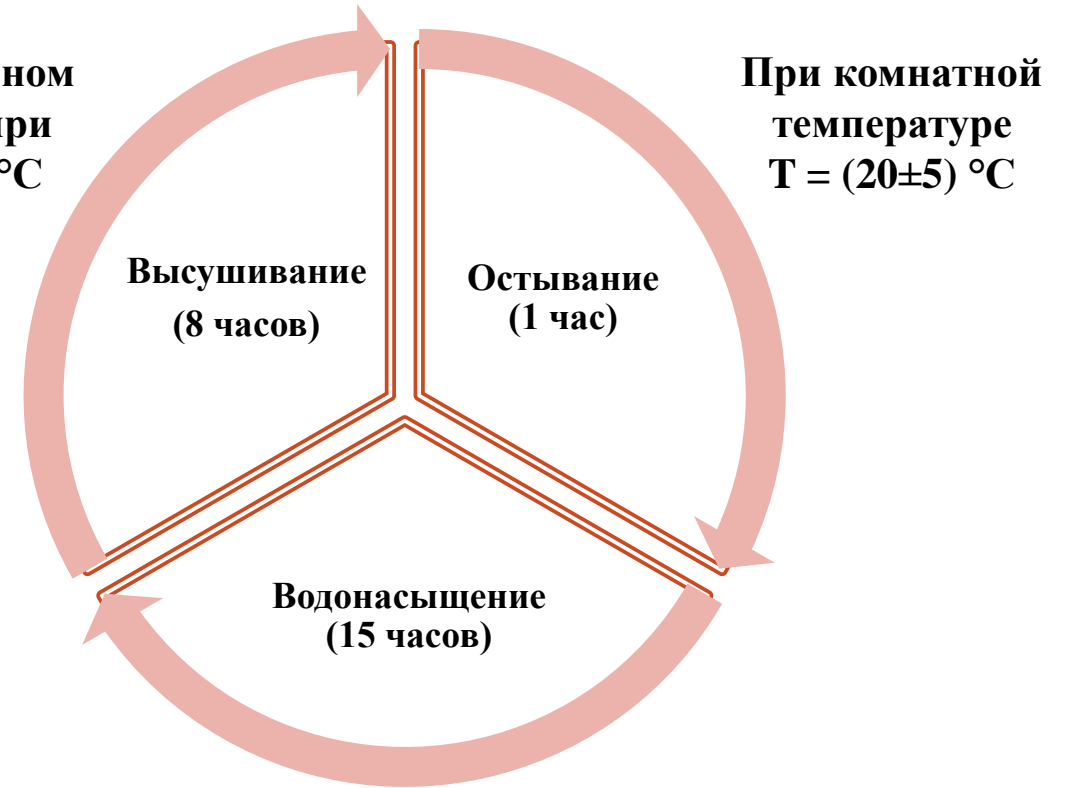 ном
при
°С
При комнатной
температуре
Т = (20±5) °С
Высушивание
(8 часов)
Остывание
(1 час)
Водонасыщение
(15 часов)